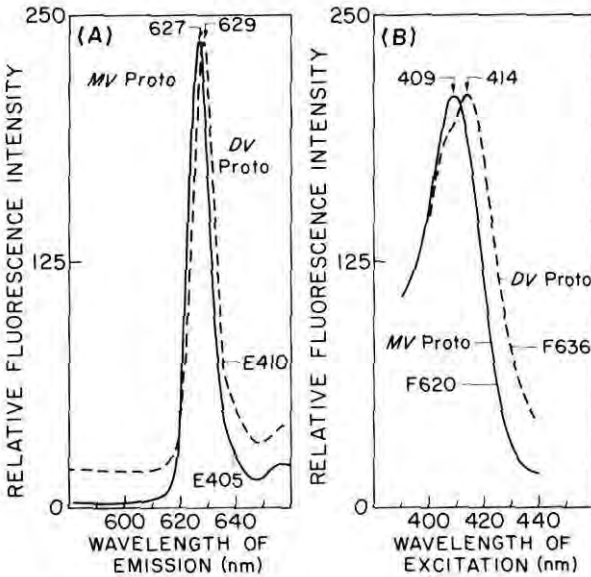 250
(A)
627
629
MV Proto
DV
Proto
125
E410
E405
0
600
620
640
RELATIVE FLUORESCENCE INTENSITY
WAVELENGTH OF
EMISSION (nm)
250
(B)
409
414
125
DV Proto
MV Proto
F636
F620
0
400
420
440
RELATIVE FLUORESCENCE INTENSITY
WAVELENGTH OF
EXCITATION (nm)